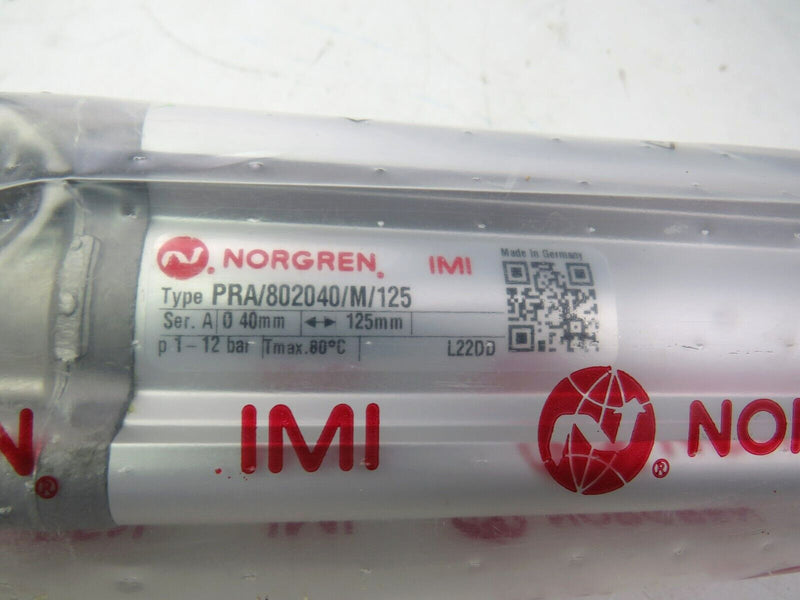 NORGREN. IMI
Made in Germany
Type PRA/802040/M/125
Ser. A Ø 40mm ↔ 125mm
p 1-12 bar Tmax.80°C L22DD
N® IMI ® NOR
IMI